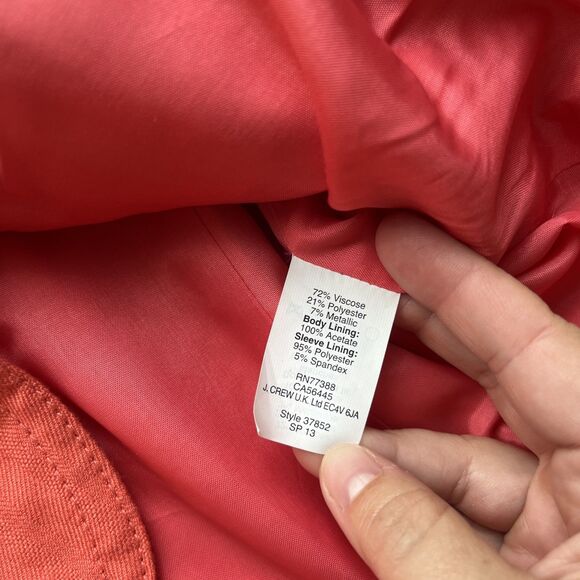 72% Viscose
21% Polyester
7% Metallic
Body Lining:
100% Acetate
Sleeve Lining:
95% Polyester
5% Spandex
RN77388
CA56445
J. CREW U.K. Ltd EC4V 6JA
Style 37852
SP 13